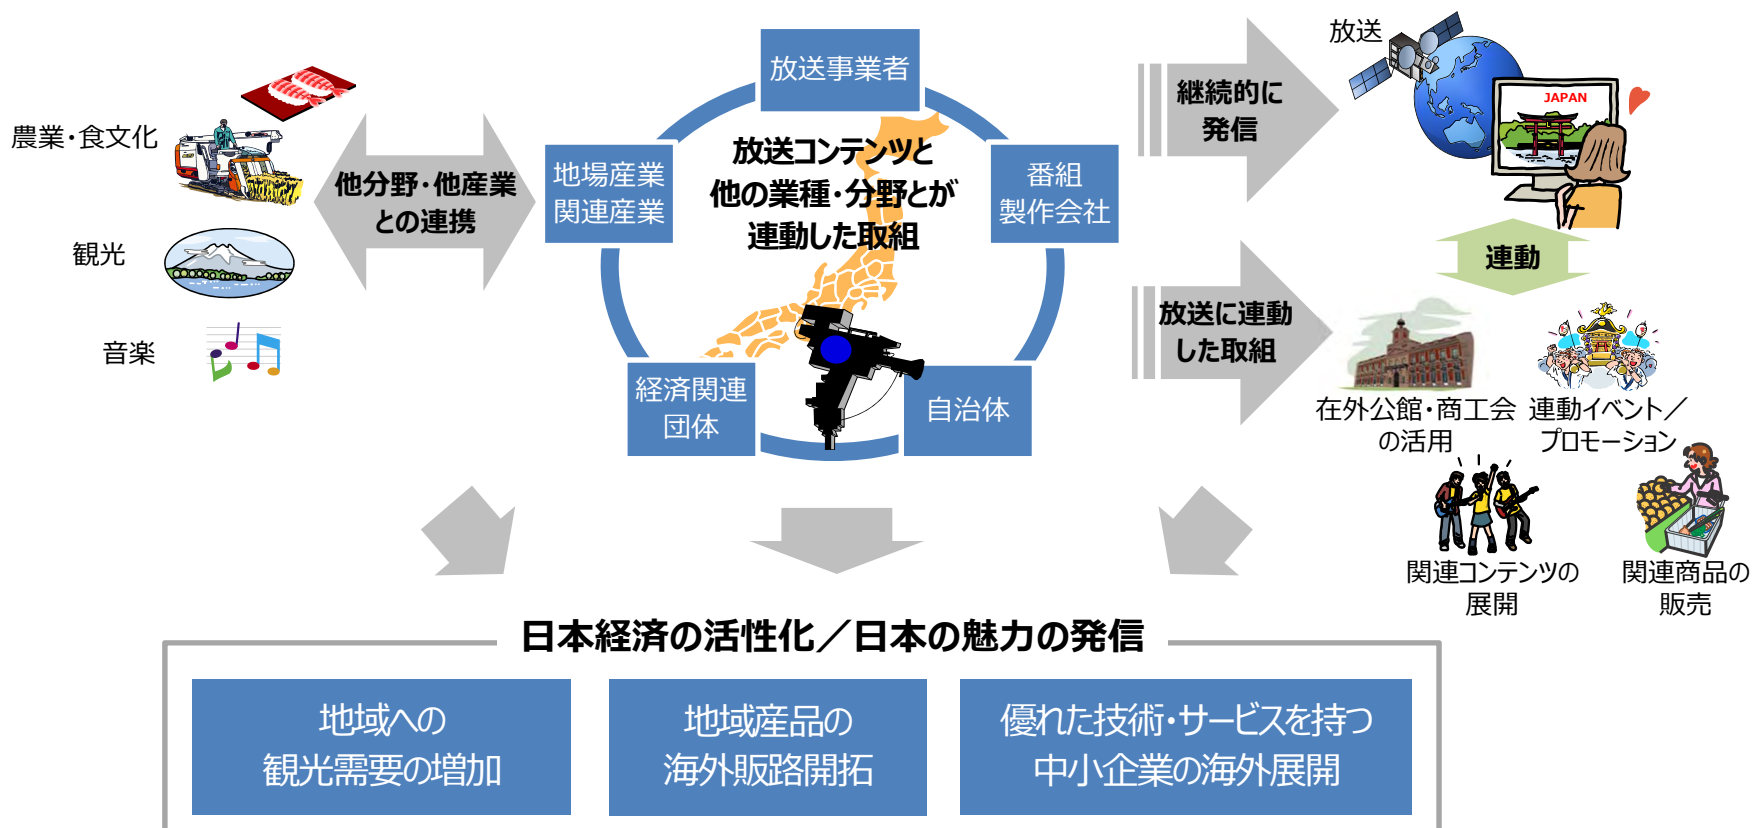 農業・食文化
観光
音楽
他分野・他産業
との連携
放送事業者
地場産業
関連産業
番組
製作会社
経済関連
団体
自治体
放送コンテンツと
他の業種・分野とが
連動した取組
継続的に
発信
放送に連動
した取組
放送
JAPAN
連動
在外公館・商工会
の活用
連動イベント／
プロモーション
関連コンテンツの
展開
関連商品の
販売
日本経済の活性化／日本の魅力の発信
地域への
観光需要の増加
地域産品の
海外販路開拓
優れた技術・サービスを持つ
中小企業の海外展開